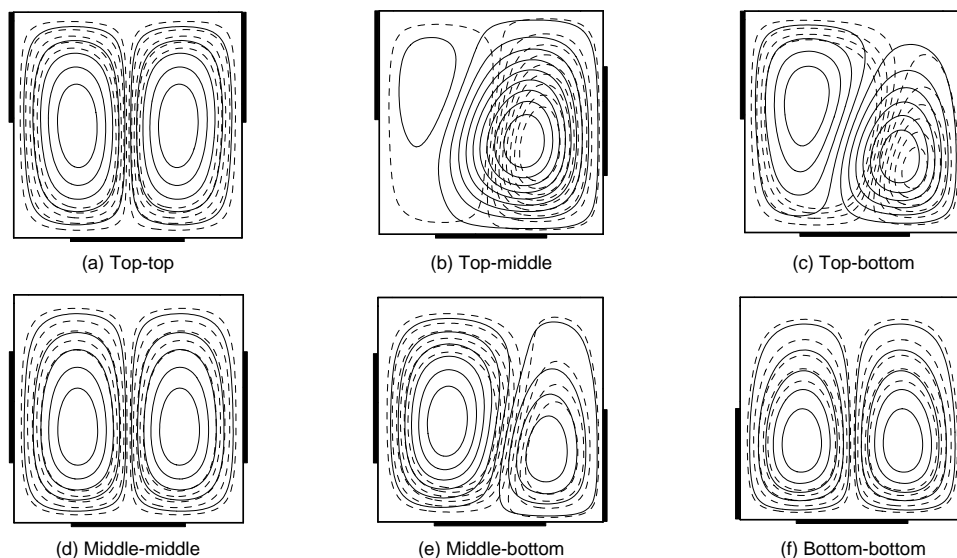 (a) Top-top
(b) Top-middle
(c) Top-bottom
(d) Middle-middle
(e) Middle-bottom
(f) Bottom-bottom